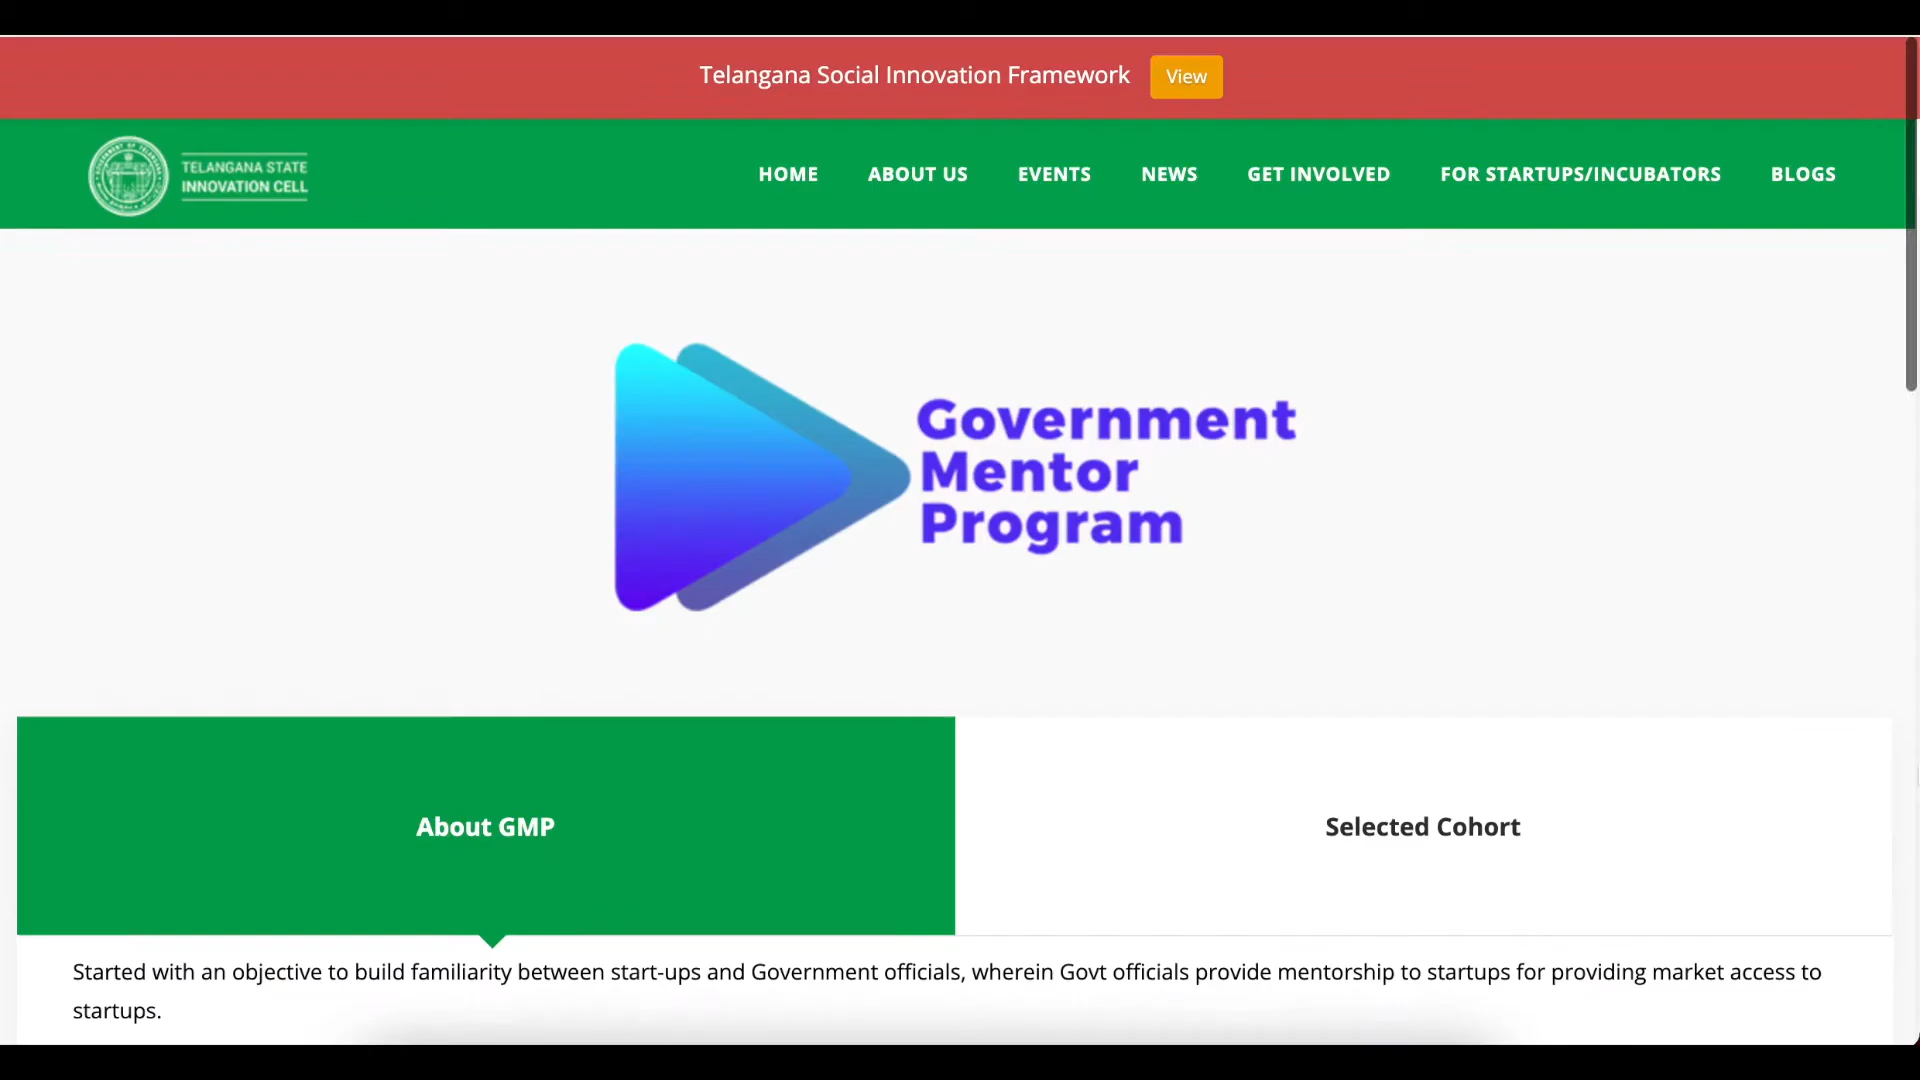 Telangana Social Innovation Framework View
TELANGANA STATE
INNOVATION CELL
HOME ABOUT US EVENTS NEWS GET INVOLVED FOR STARTUPS/INCUBATORS BLOGS
Government
Mentor
Program
About GMP
Selected Cohort
Started with an objective to build familiarity between start-ups and Government officials, wherein Govt officials provide mentorship to startups for providing market access to
startups.